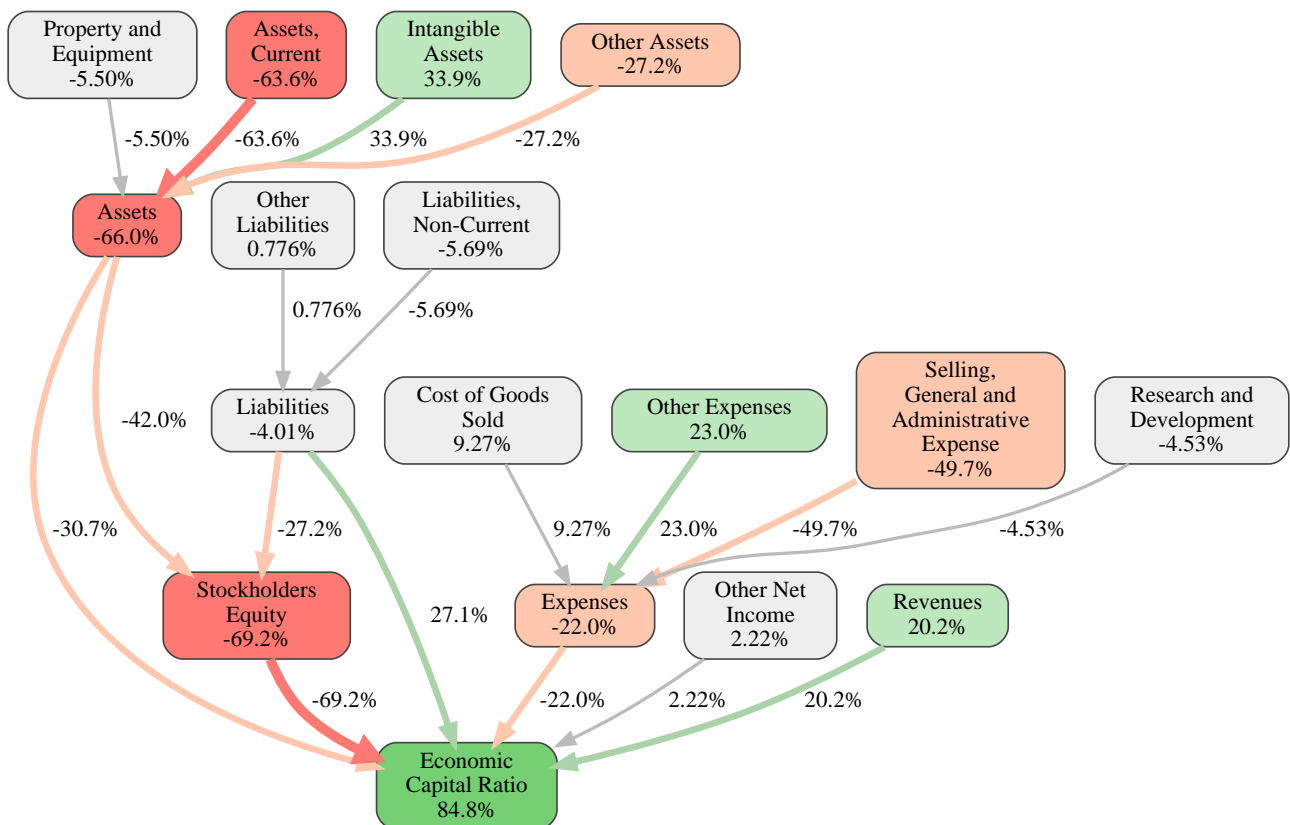 Property and
Equipment
-5.50%
Assets,
Current
-63.6%
Intangible
Assets
33.9%
Other Assets
-27.2%
-5.50%
-63.6%
33.9%
-27.2%
Assets
-66.0%
Other
Liabilities
0.776%
Liabilities,
Non-Current
-5.69%
0.776%
-5.69%
-42.0%
Liabilities
-4.01%
Cost of Goods
Sold
9.27%
Other Expenses
23.0%
Selling,
General and
Administrative
Expense
-49.7%
Research and
Development
-4.53%
-30.7%
-27.2%
9.27%
23.0%
-49.7%
-4.53%
Stockholders
Equity
-69.2%
27.1%
Expenses
-22.0%
Other Net
Income
2.22%
Revenues
20.2%
-69.2%
-22.0%
2.22%
20.2%
Economic
Capital Ratio
84.8%